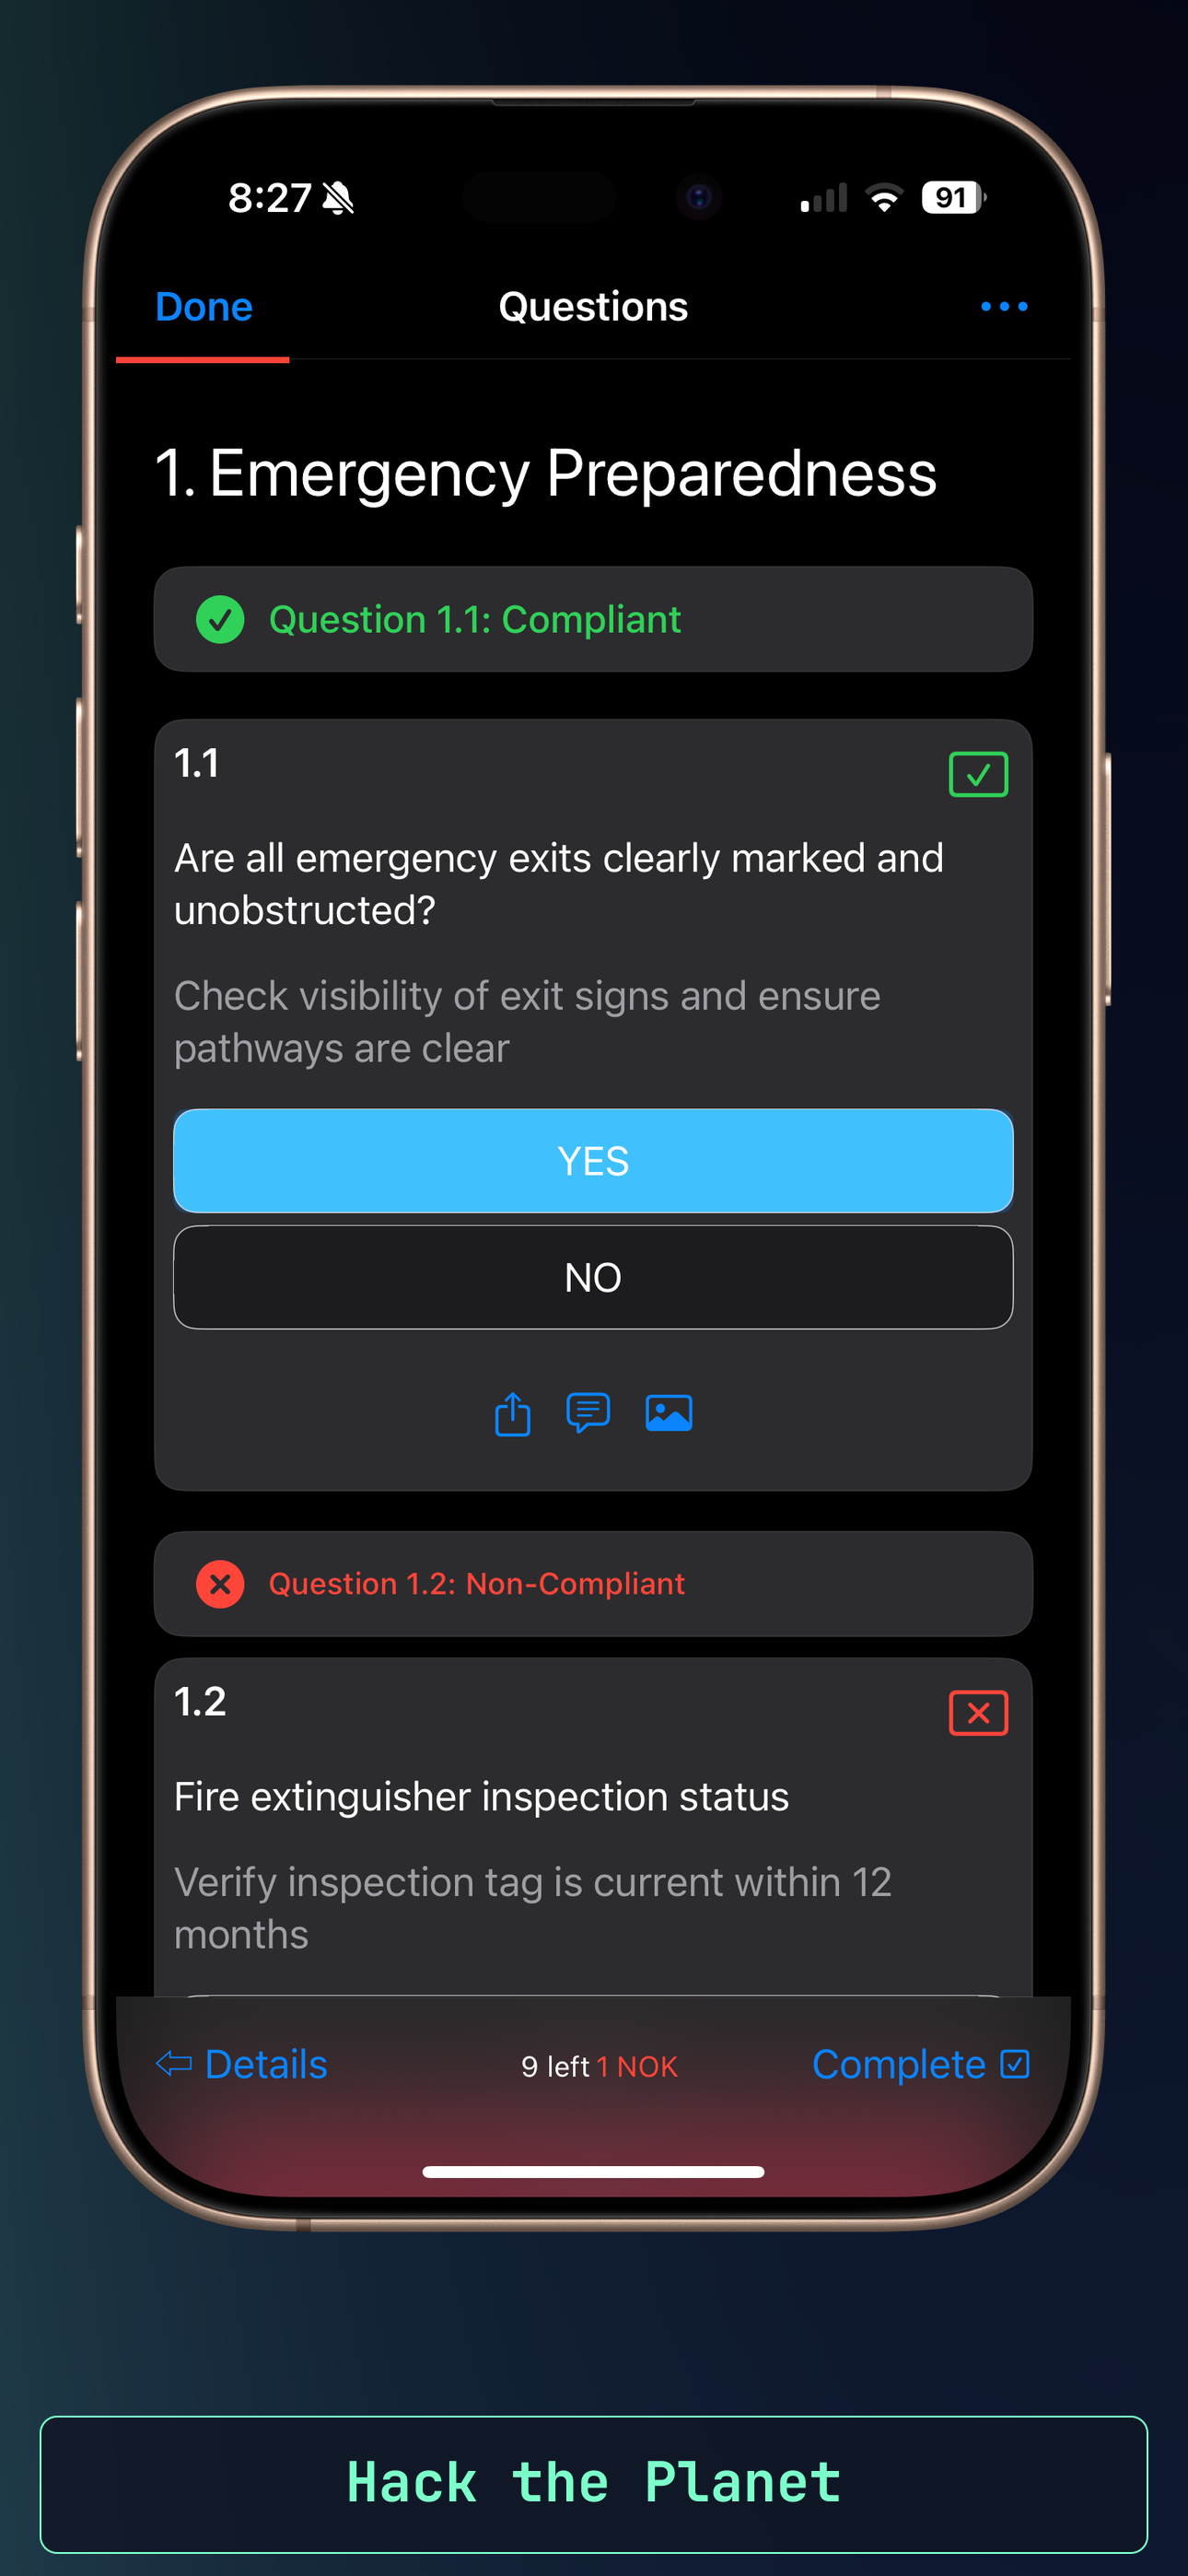 8:27
91
Done
Questions
1. Emergency Preparedness
Question 1.1: Compliant
1.1
Are all emergency exits clearly marked and
unobstructed?
Check visibility of exit signs and ensure
pathways are clear
YES
NO
Question 1.2: Non-Compliant
1.2
Fire extinguisher inspection status
Verify inspection tag is current within 12
months
Details
9 left 1 NOK
Complete
Hack the Planet